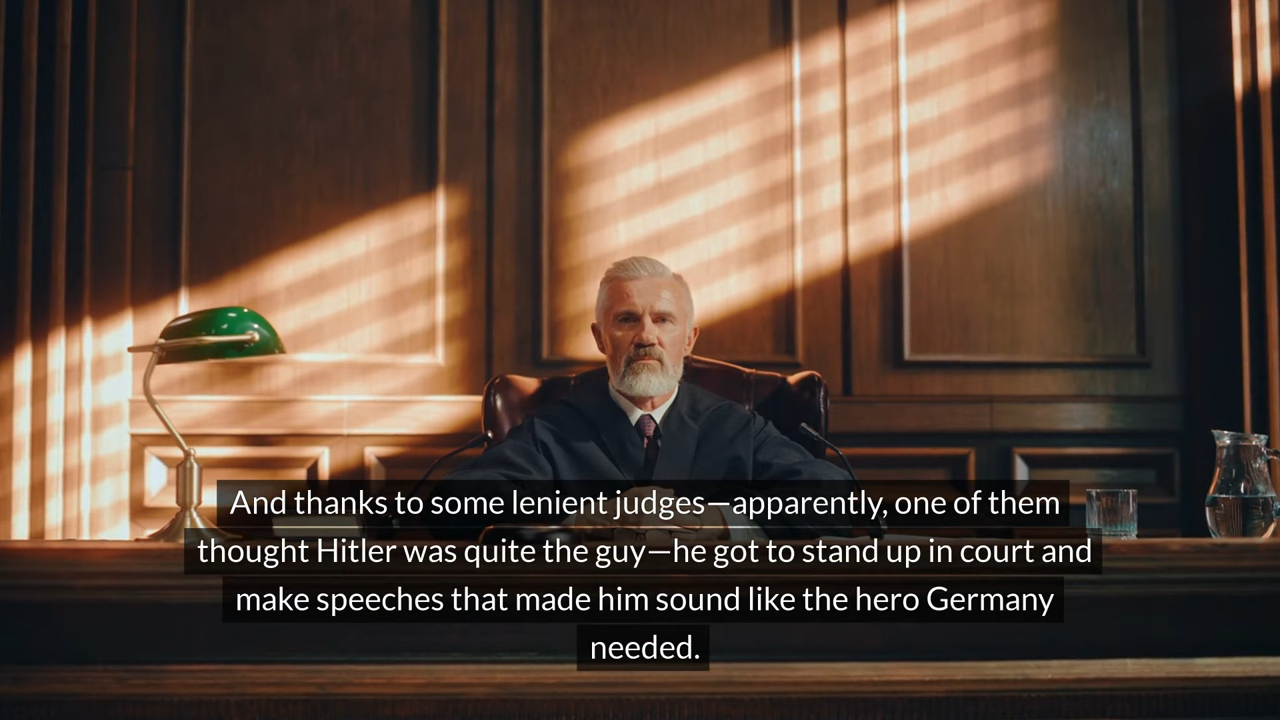 And thanks to some lenient judges—apparently, one of them
thought Hitler was quite the guy—he got to stand up in court and
make speeches that made him sound like the hero Germany
needed.